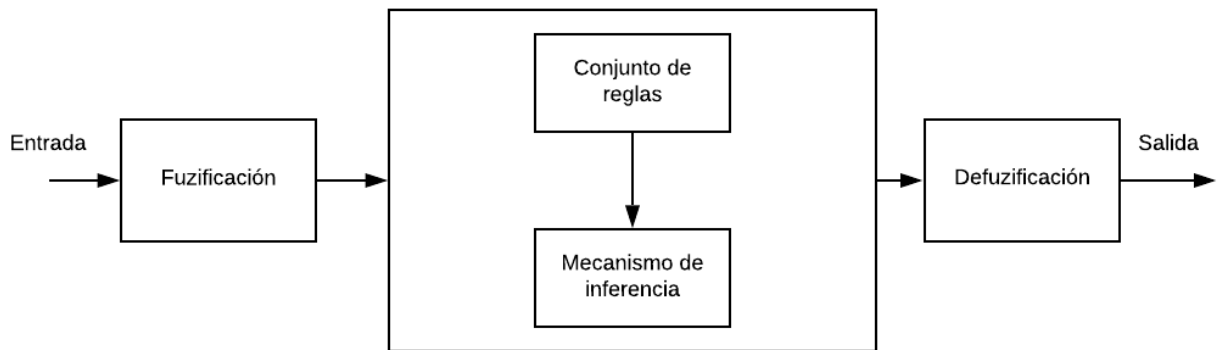 Entrada
Fuzificación
Conjunto de
reglas
Mecanismo de
inferencia
Defuzificación
Salida